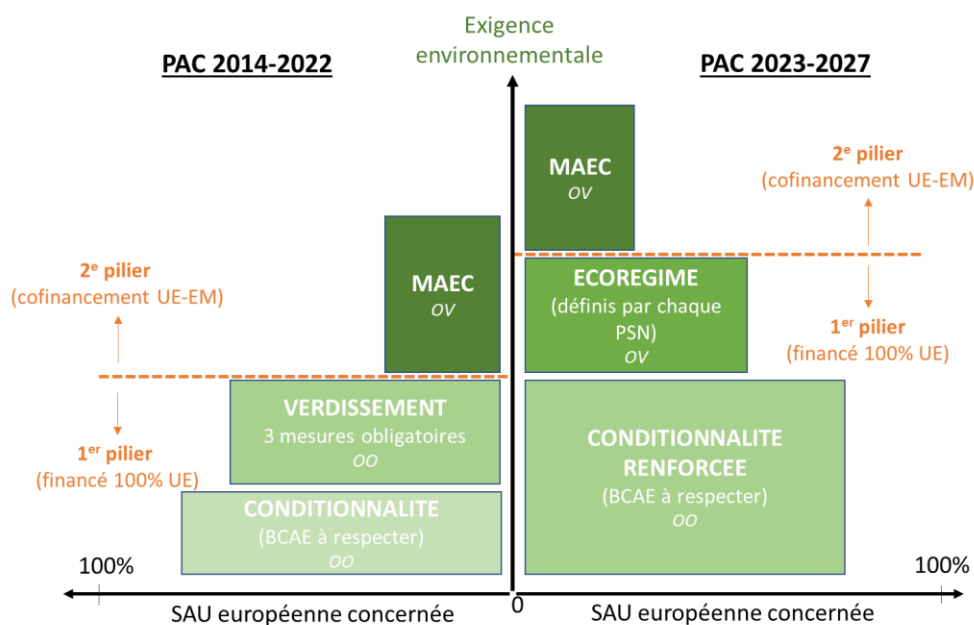 Exigence
environnementale
PAC 2014-2022
PAC 2023-2027
2e pilier
(cofinancement UE-EM)
1er pilier
(financé 100% UE)
MAEC
OV
VERDISSEMENT
3 mesures obligatoires
OO
CONDITIONNALITE
(BCAE à respecter)
OO
MAEC
OV
ECOREGIME
(définis par chaque
PSN)
OV
CONDITIONNALITE
RENFORCEE
(BCAE à respecter)
OO
2e pilier
(cofinancement UE-EM)
1er pilier
(financé 100% UE)
100%
0
100%
SAU européenne concernée
SAU européenne concernée